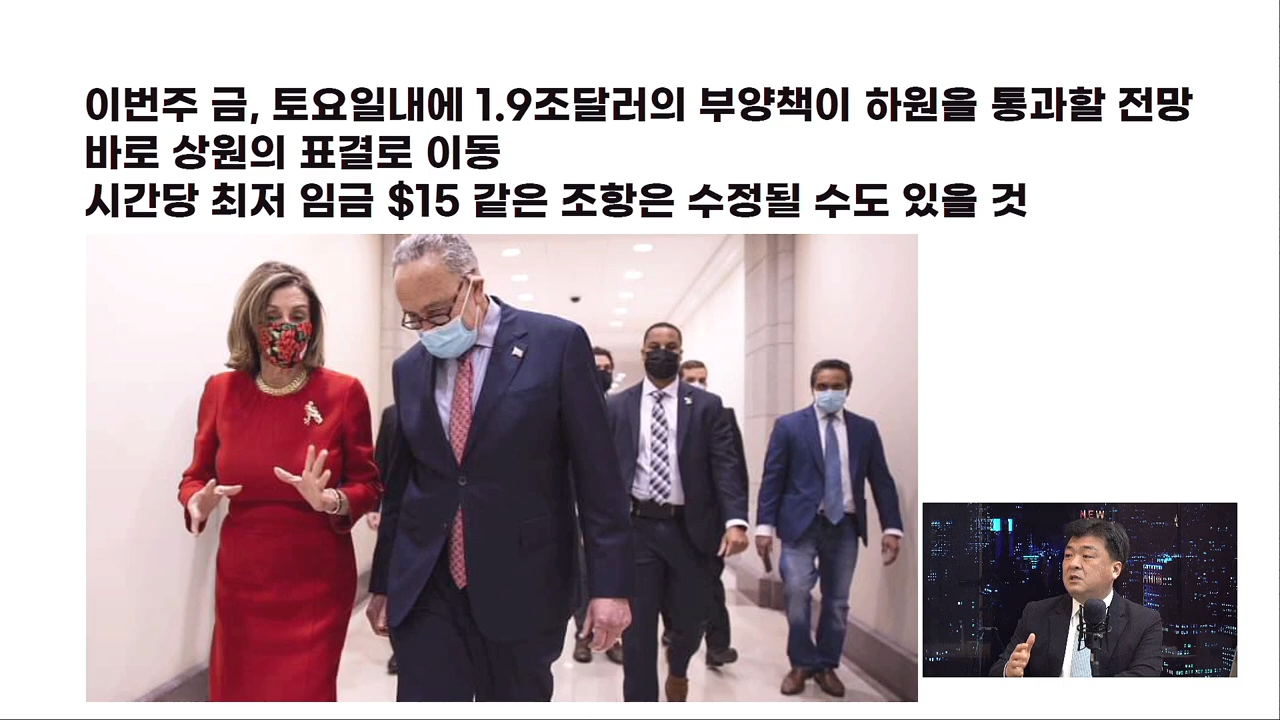 이번주 금, 토요일내에 1.9조달러의 부양책이 하원을 통과할 전망
바로 상원의 표결로 이동
시간당 최저 임금 $15 같은 조항은 수정될 수도 있을 것
NEW